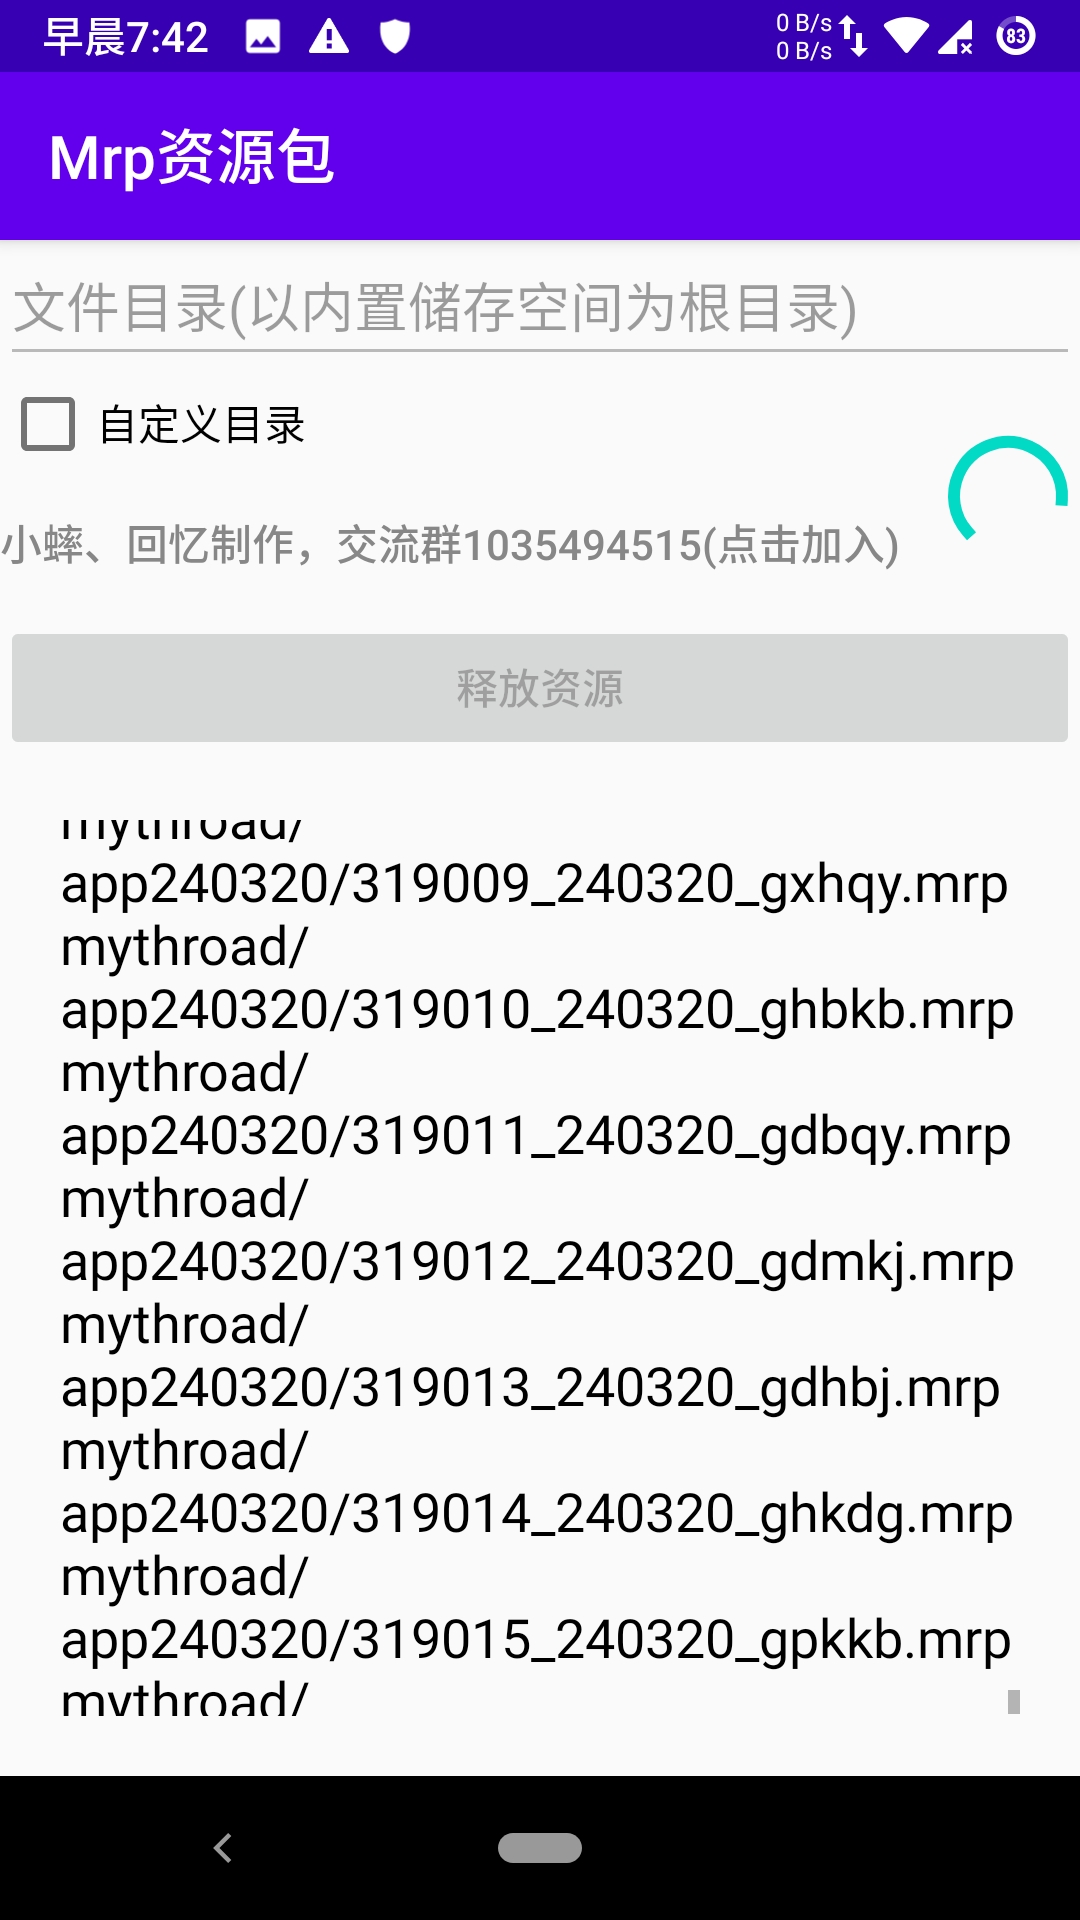 早晨7:42
0 B/s
0 B/s
83
Mrp资源包
文件目录(以内置储存空间为根目录)
自定义目录
小蟀、回忆制作，交流群1035494515(点击加入)
释放资源
mythroad/
app240320/319009_240320_gxhqy.mrp
mythroad/
app240320/319010_240320_ghbkb.mrp
mythroad/
app240320/319011_240320_gdbqy.mrp
mythroad/
app240320/319012_240320_gdmkj.mrp
mythroad/
app240320/319013_240320_gdhbj.mrp
mythroad/
app240320/319014_240320_ghkdg.mrp
mythroad/
app240320/319015_240320_gpkkb.mrp
mythroad/